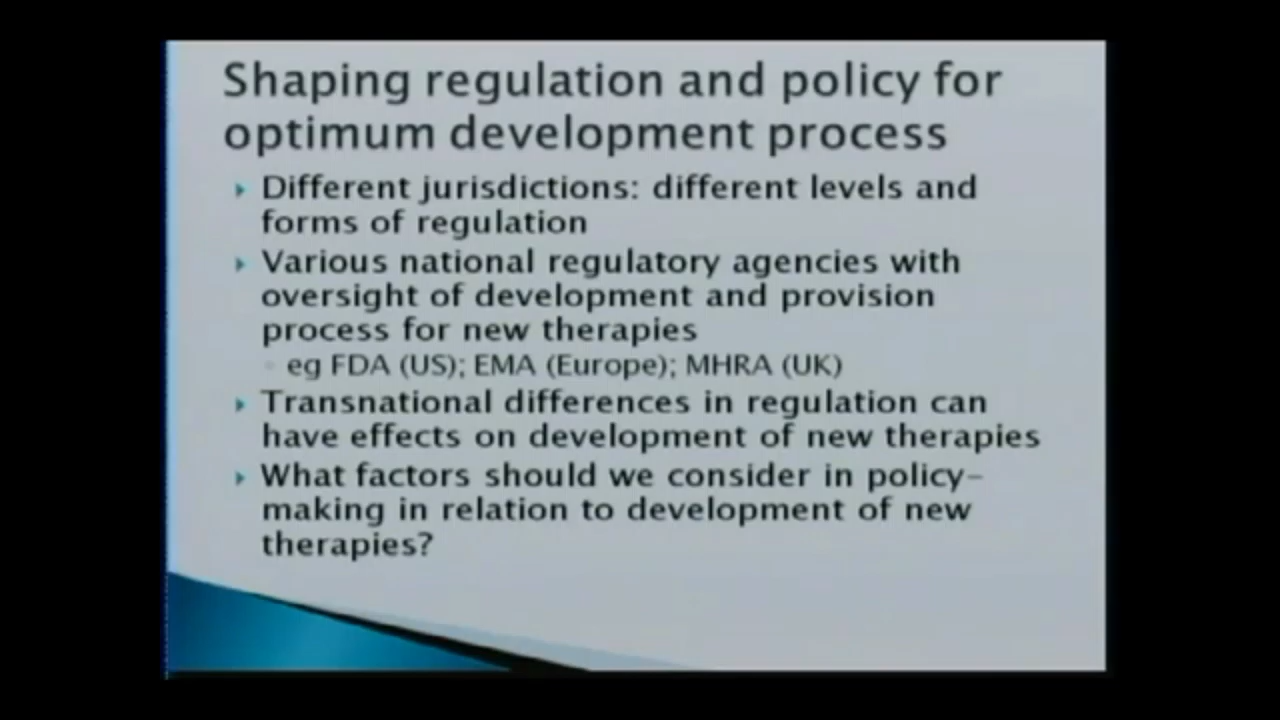 Shaping regulation and policy for
optimum development process
Different jurisdictions: different levels and
forms of regulation
Various national regulatory agencies with
oversight of development and provision
process for new therapies
eg FDA (US); EMA (Europe); MHRA (UK)
Transnational differences in regulation can
have effects on development of new therapies
What factors should we consider in policy-
making in relation to development of new
therapies?